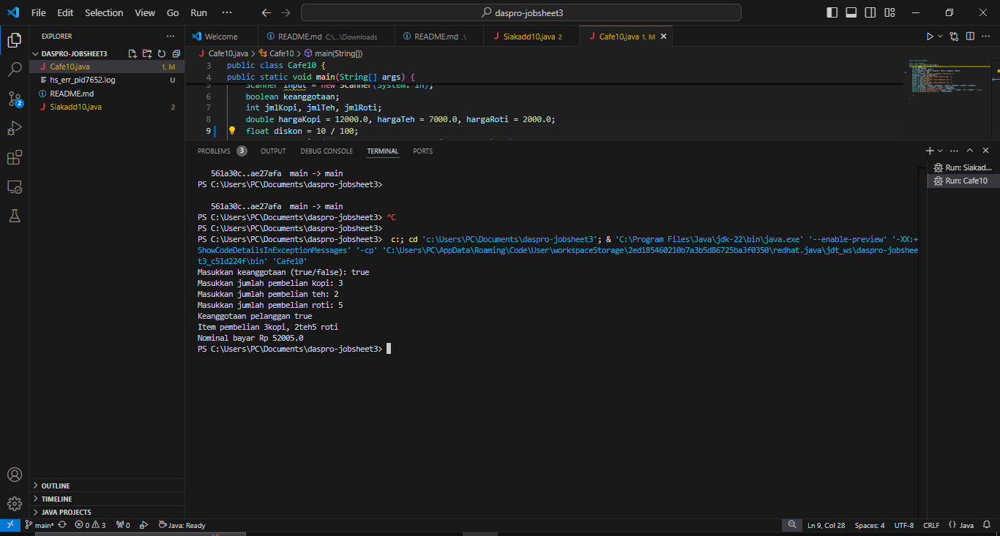 File Edit Selection View Go Run ··· daspro-jobsheet3
EXPLORER ···
DASPRO-JOBSHEET3
Cafe10.java 1, M
hs_err_pid7652.log U
README.md
Siakadd10.java 2
OUTLINE
TIMELINE
JAVA PROJECTS
Welcome README.md C:\...\Downloads README.md .\ Siakadd10.java 2 Cafe10.java 1, M
Cafe10.java > Cafe10 > main(String[])
3 public class Cafe10 {
4 public static void main(String[] args) {
5 Scanner input = new Scanner(System. in);
6 boolean keanggotaan;
7 int jmlKopi, jmlTeh, jmlRoti;
8 double hargaKopi = 12000.0, hargaTeh = 7000.0, hargaRoti = 2000.0;
9 float diskon = 10 / 100;
PROBLEMS 3 OUTPUT DEBUG CONSOLE TERMINAL PORTS
561a30c..ae27afa main -> main
PS C:\Users\PC\Documents\daspro-jobsheet3>
561a30c..ae27afa main -> main
PS C:\Users\PC\Documents\daspro-jobsheet3> ^C
PS C:\Users\PC\Documents\daspro-jobsheet3>
PS C:\Users\PC\Documents\daspro-jobsheet3> c:; cd 'c:\Users\PC\Documents\daspro-jobsheet3'; & 'C:\Program Files\Java\jdk-22\bin\java.exe' '--enable-preview' '-XX:+
ShowCodeDetailsInExceptionMessages' '-cp' 'C:\Users\PC\AppData\Roaming\Code\User\workspaceStorage\2ed185460210b7a3b5d86725ba3f0350\redhat.java\jdt_ws\daspro-jobshee
t3_c51d224f\bin' 'Cafe10'
Masukkan keanggotaan (true/false): true
Masukkan jumlah pembelian kopi: 3
Masukkan jumlah pembelian teh: 2
Masukkan jumlah pembelian roti: 5
Keanggotaan pelanggan true
Item pembelian 3kopi, 2teh5 roti
Nominal bayar Rp 52005.0
PS C:\Users\PC\Documents\daspro-jobsheet3>
Run: Siakad...
Run: Cafe10
2
main* 0 3 0 Java: Ready Ln 9, Col 28 Spaces: 4 UTF-8 CRLF {} Java